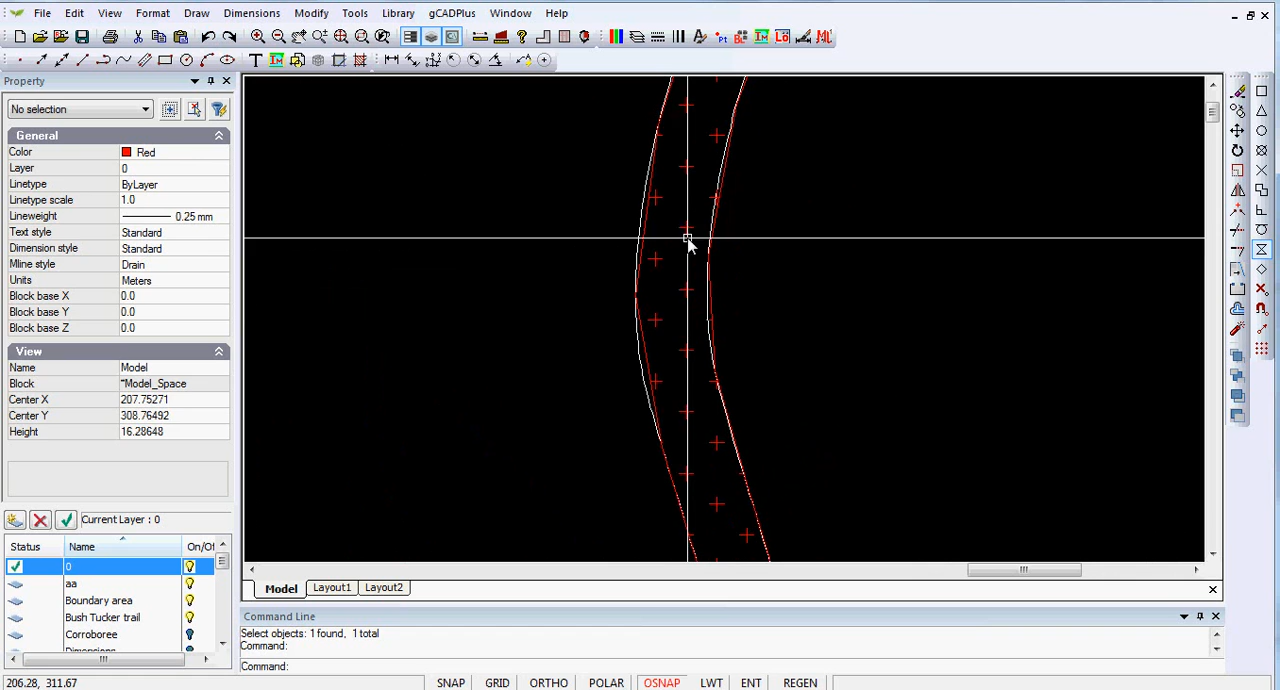 File Edit View Insert Format Draw Dimensions Modify Tools Library gCADPlus Window Help
Property
No selection
General
Color Red
Layer 0
Linetype ByLayer
Linetype scale 1.0
Lineweight 0.25 mm
Text style Standard
Dimension style Standard
Mline style Drain
Units Meters
Block base X 0.0
Block base Y 0.0
Block base Z 0.0
View
Name Model
Block *Model_Space
Center X 207.75271
Center Y 308.76492
Height 16.28648
Current Layer : 0
Status Name On/Of
0
aa
Boundary area
Bush Tucker trail
Corroboree
Dimensions
Model Layout1 Layout2
Command Line
Select objects: 1 found, 1 total
Command:
Command:
206.28, 311.67 SNAP GRID ORTHO POLAR OSNAP LWT ENT REGEN